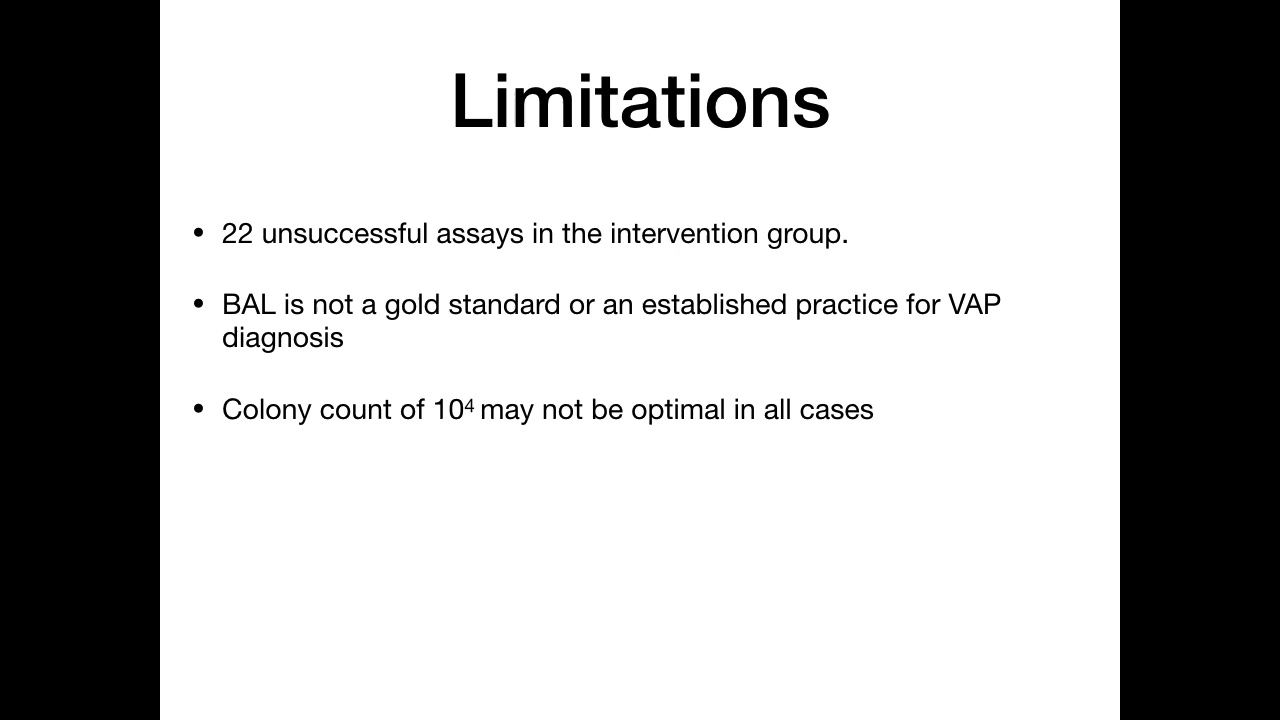 Limitations
• 22 unsuccessful assays in the intervention group.
• BAL is not a gold standard or an established practice for VAP
diagnosis
• Colony count of 10⁴ may not be optimal in all cases